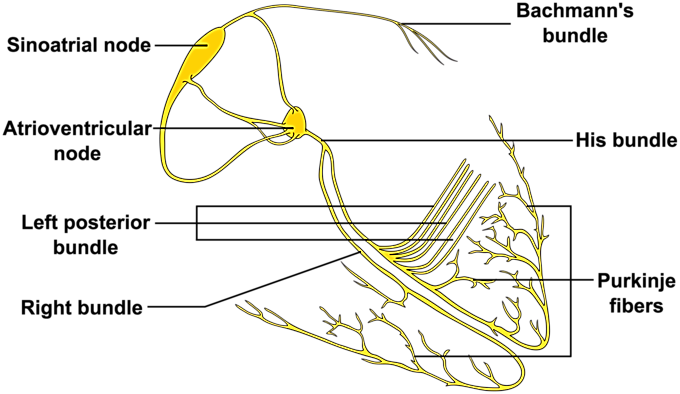 Bachmann's
bundle
Sinoatrial node
Atrioventricular
node
His bundle
Left posterior
bundle
Purkinje
fibers
Right bundle